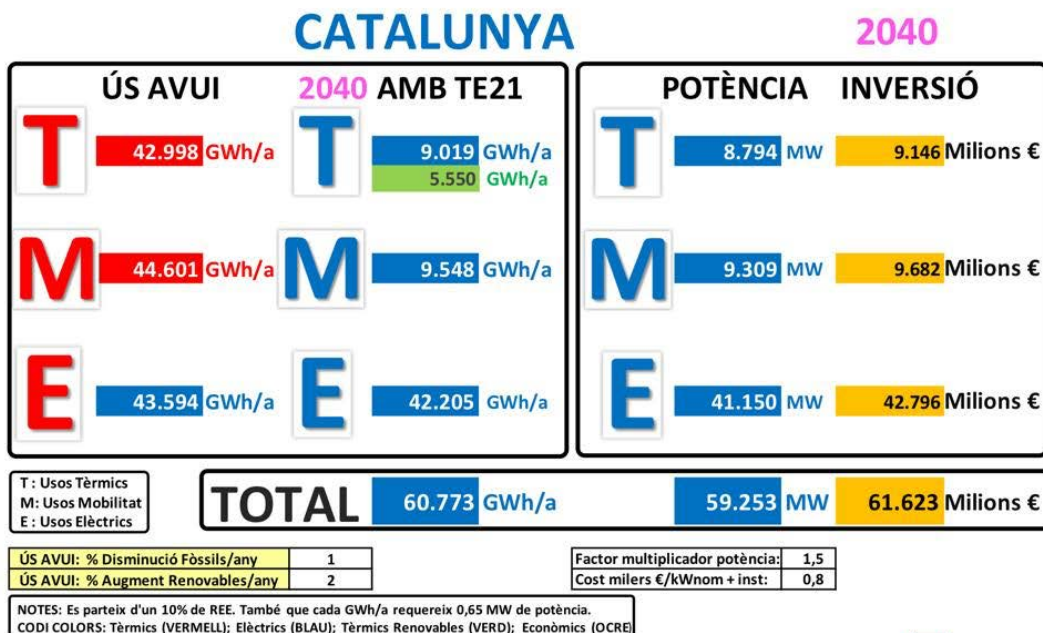 CATALUNYA 2040
ÚS AVUI 2040 AMB TE21 POTÈNCIA INVERSIÓ
T 42.998 GWh/a T 9.019 GWh/a T 8.794 MW 9.146 Milions €
5.550 GWh/a
M 44.601 GWh/a M 9.548 GWh/a M 9.309 MW 9.682 Milions €
E 43.594 GWh/a E 42.205 GWh/a E 41.150 MW 42.796 Milions €
T : Usos Tèrmics
M: Usos Mobilitat
E : Usos Elèctrics
TOTAL 60.773 GWh/a 59.253 MW 61.623 Milions €
ÚS AVUI: % Disminució Fòssils/any 1 Factor multiplicador potència: 1,5
ÚS AVUI: % Augment Renovables/any 2 Cost milers €/kWnom + inst: 0,8
NOTES: Es parteix d'un 10% de REE. També que cada GWh/a requereix 0,65 MW de potència.
CODI COLORS: Tèrmics (VERMELL); Elèctrics (BLAU); Tèrmics Renovables (VERD); Econòmics (OCRE)